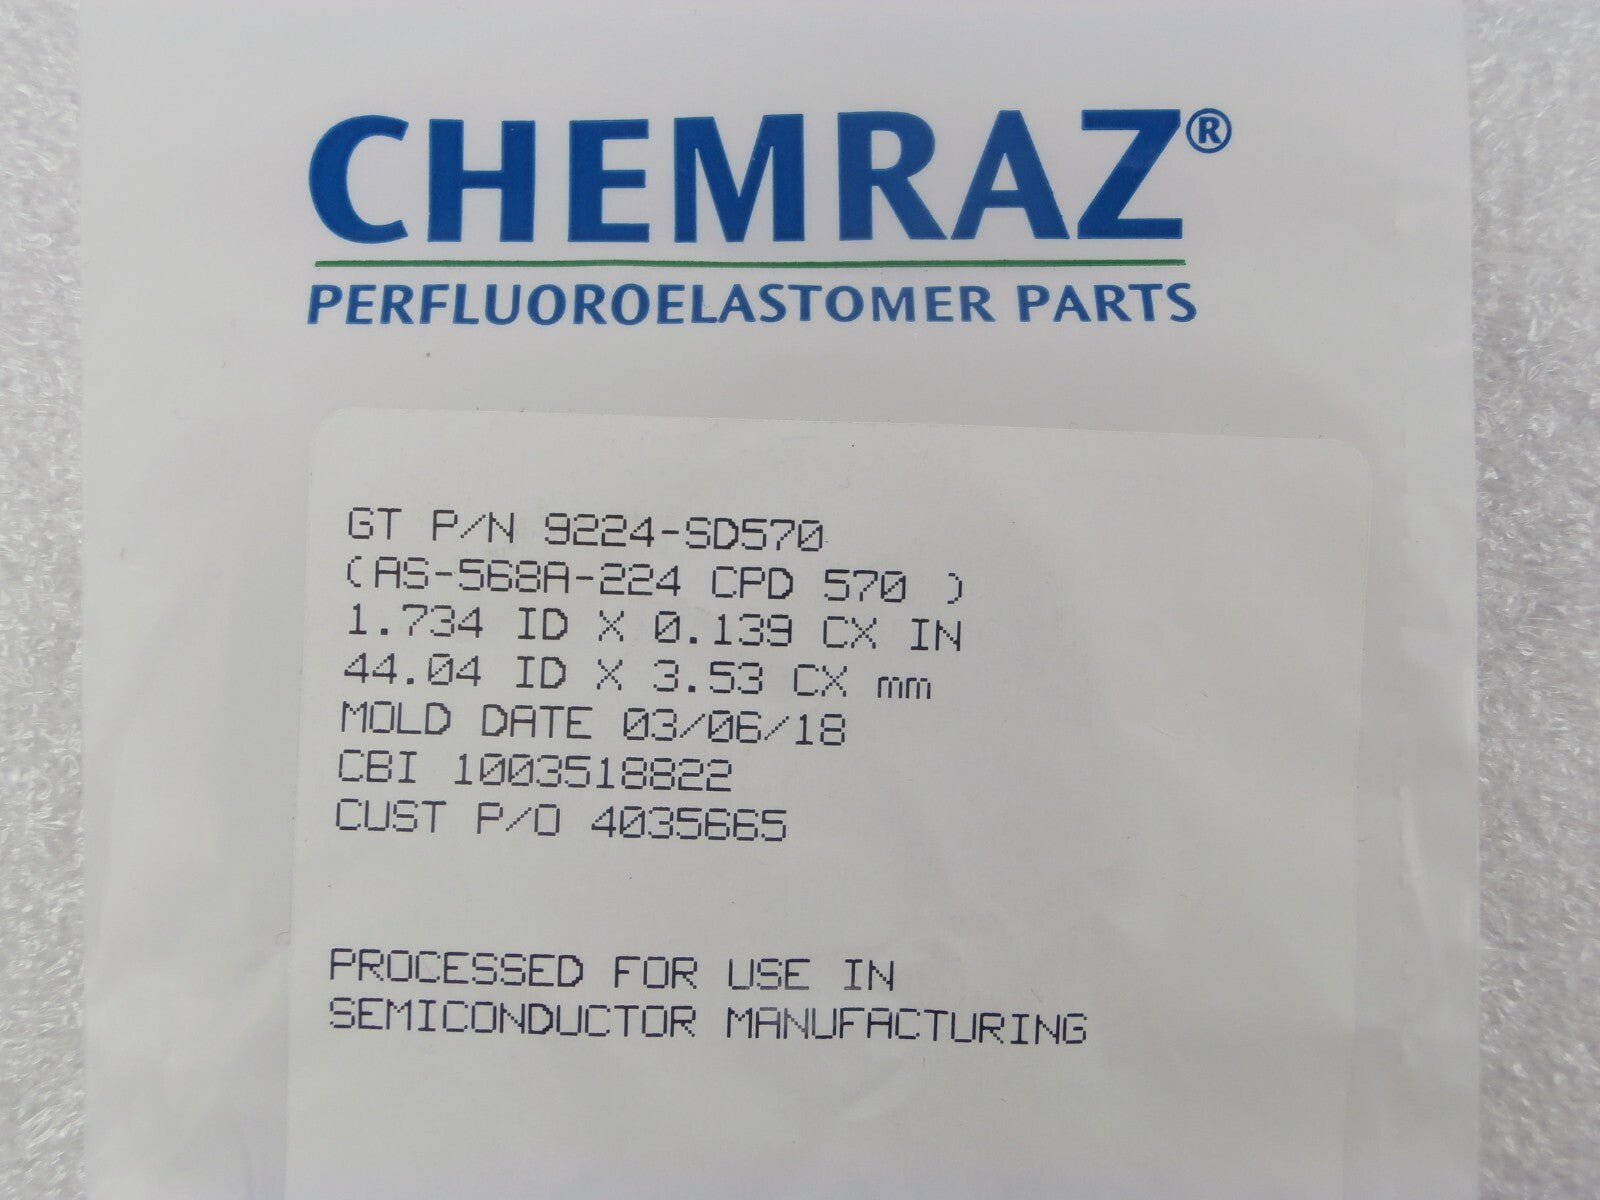 CHEMRAZ®
PERFLUOROELASTOMER PARTS
GT P/N 9224-SD570
(AS-568A-224 CPD 570 )
1.734 ID X 0.139 CX IN
44.04 ID X 3.53 CX mm
MOLD DATE 03/06/18
CBI 1003518822
CUST P/O 4035665
PROCESSED FOR USE IN
SEMICONDUCTOR MANUFACTURING